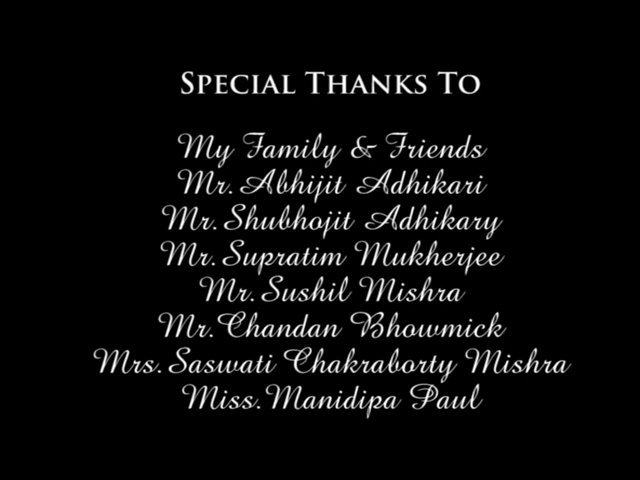 SPECIAL THANKS TO
My Family & Friends
Mr. Abhijit Adhikari
Mr. Shubhojit Adhikary
Mr. Supratim Mukherjee
Mr. Sushil Mishra
Mr. Chandan Bhowmick
Mrs. Saswati Chakraborty Mishra
Miss. Manidipa Paul